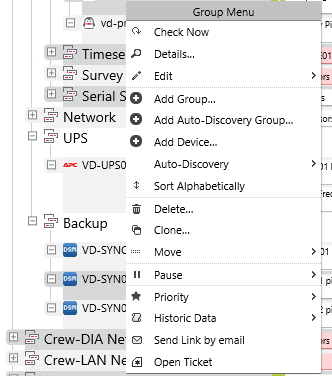 Group Menu
vd-pr
Check Now
Details...
Timese
Survey
Edit
Serial S
Add Group...
Network
Add Auto-Discovery Group...
UPS
Add Device...
APC VD-UPS0
Auto-Discovery
Sort Alphabetically
Delete...
Backup
Clone...
DSM VD-SYNC
Move
DSM VD-SYN0
Pause
Priority
DSM VD-SYN0
Historic Data
Crew-DIA Ne
Send Link by email
Crew-LAN Ne
Open Ticket